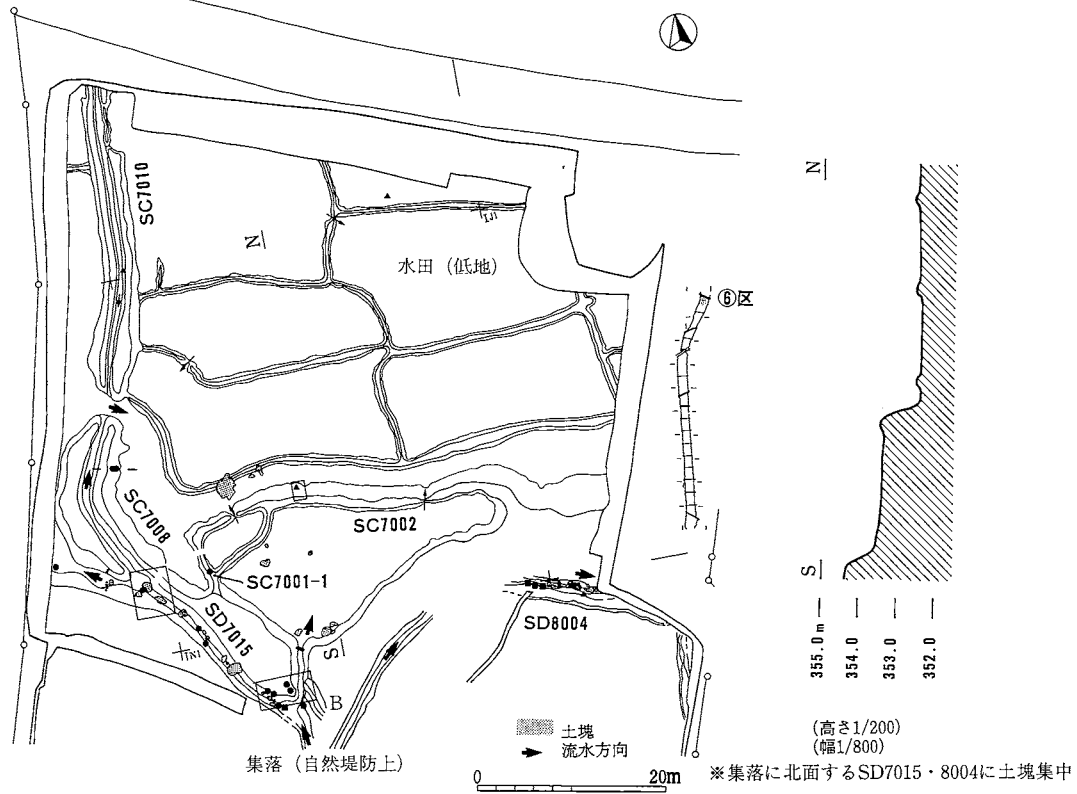 SC7010
N
1J1
水田（低地）
⑥区
SC7008
SC7002
SC7001-1
SD7015
1N1
S
B
SD8004
集落（自然堤防上）
土塊
流水方向
0 20m
N
S
355.0m
354.0
353.0
352.0
(高さ1/200)
(幅1/800)
※集落に北面するSD7015・8004に土塊集中